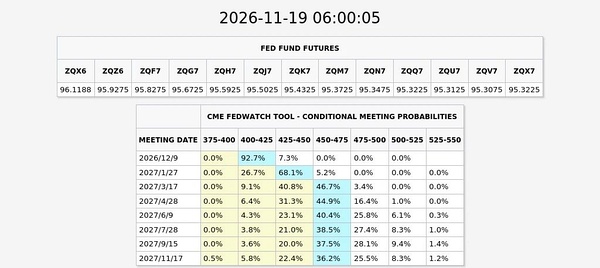 2026-11-19 06:00:05
FED FUND FUTURES
ZQX6 ZQZ6 ZQF7 ZQG7 ZQH7 ZQJ7 ZQK7 ZQM7 ZQN7 ZQQ7 ZQU7 ZQV7 ZQX7
96.1188 95.9275 95.8275 95.6725 95.5925 95.5025 95.4325 95.3725 95.3475 95.3225 95.3125 95.3075 95.3225
CME FEDWATCH TOOL - CONDITIONAL MEETING PROBABILITIES
MEETING DATE 375-400 400-425 425-450 450-475 475-500 500-525 525-550
2026/12/9 0.0% 92.7% 7.3% 0.0% 0.0% 0.0%
2027/1/27 0.0% 26.7% 68.1% 5.2% 0.0% 0.0% 0.0%
2027/3/17 0.0% 9.1% 40.8% 46.7% 3.4% 0.0% 0.0%
2027/4/28 0.0% 6.4% 31.3% 44.9% 16.4% 1.0% 0.0%
2027/6/9 0.0% 4.3% 23.1% 40.4% 25.8% 6.1% 0.3%
2027/7/28 0.0% 3.8% 21.0% 38.5% 27.4% 8.3% 1.0%
2027/9/15 0.0% 3.6% 20.0% 37.5% 28.1% 9.4% 1.4%
2027/11/17 0.5% 5.8% 22.4% 36.2% 25.5% 8.3% 1.2%